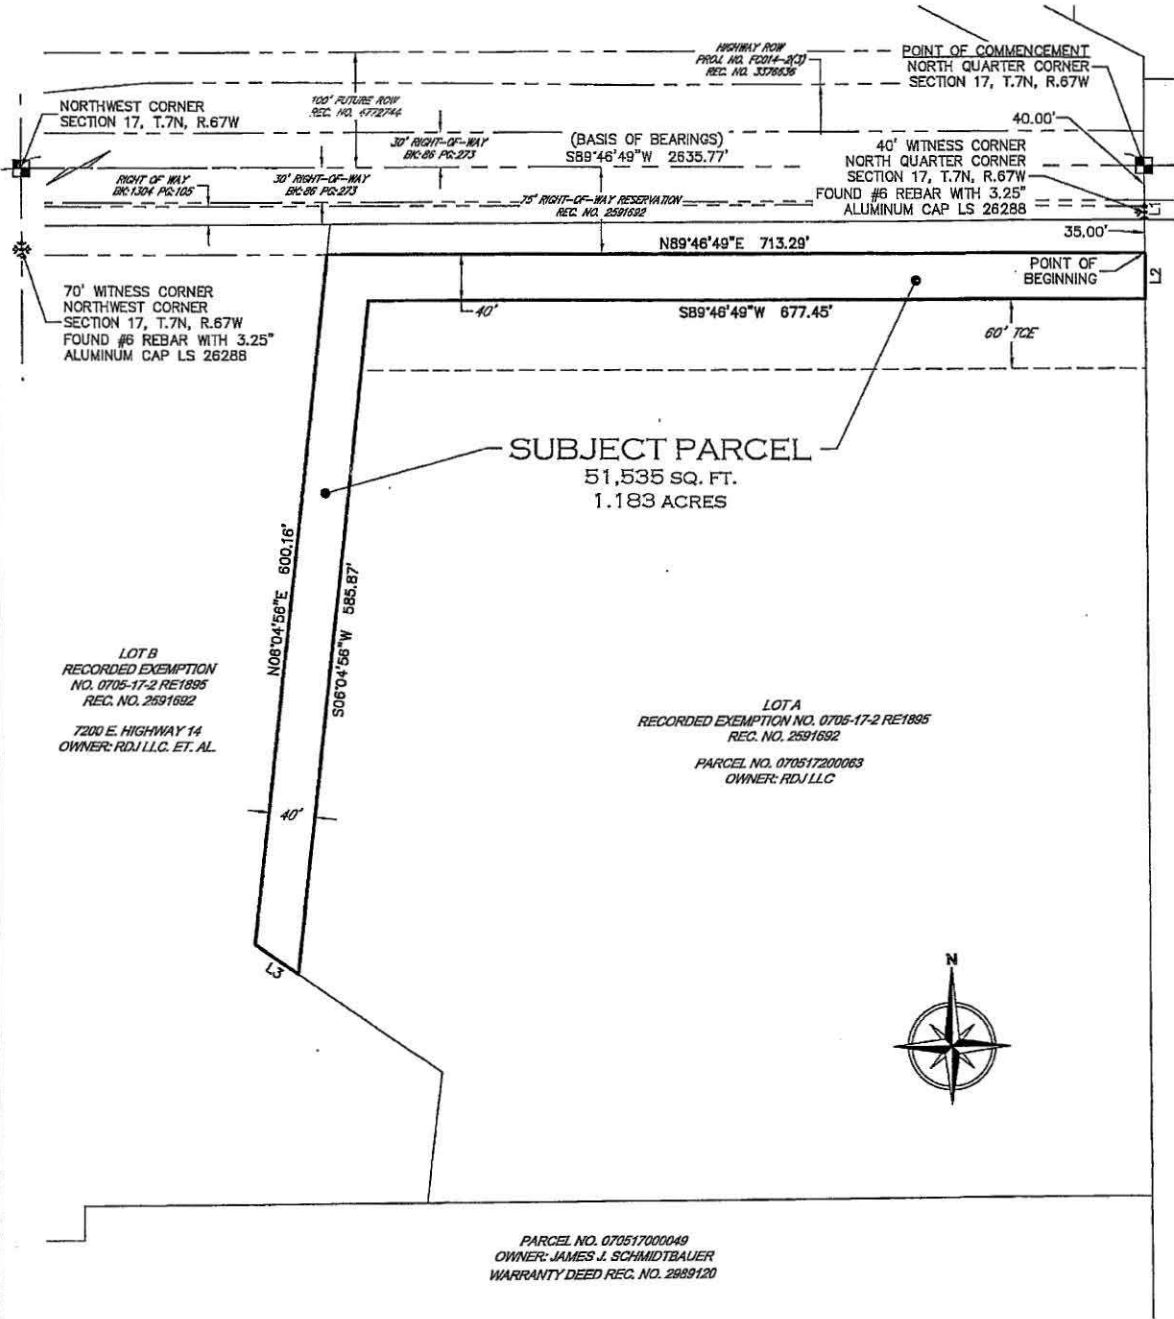 HIGHWAY ROW
PROJ. NO. FC014-2(3)
REC. NO. 3376636
POINT OF COMMENCEMENT
NORTH QUARTER CORNER
SECTION 17, T.7N, R.67W
NORTHWEST CORNER
SECTION 17, T.7N, R.67W
100' FUTURE ROW
REC. NO. 4772744
40.00'
30' RIGHT-OF-WAY
BK: 86 PG: 273
(BASIS OF BEARINGS)
S89°46'49"W 2635.77'
40' WITNESS CORNER
NORTH QUARTER CORNER
SECTION 17, T.7N, R.67W
FOUND #6 REBAR WITH 3.25"
ALUMINUM CAP LS 26288
RIGHT OF WAY
BK: 1304 PG: 105
30' RIGHT-OF-WAY
BK: 86 PG: 273
75' RIGHT-OF-WAY RESERVATION
REC. NO. 2591692
L1
35.00'
N89°46'49"E 713.29'
POINT OF
BEGINNING
L2
70' WITNESS CORNER
NORTHWEST CORNER
SECTION 17, T.7N, R.67W
FOUND #6 REBAR WITH 3.25"
ALUMINUM CAP LS 26288
40'
S89°46'49"W 677.45'
60' TCE
SUBJECT PARCEL
51,535 SQ. FT.
1.183 ACRES
N06°04'56"E 600.16'
S06°04'56"W 585.87'
LOT B
RECORDED EXEMPTION
NO. 0705-17-2 RE1895
REC. NO. 2591692
7200 E. HIGHWAY 14
OWNER: RDJ LLC. ET. AL.
LOT A
RECORDED EXEMPTION NO. 0705-17-2 RE1895
REC. NO. 2591692
PARCEL NO. 070517200063
OWNER: RDJ LLC
40'
L3
N
PARCEL NO. 070517000049
OWNER: JAMES J. SCHMIDTBAUER
WARRANTY DEED REC. NO. 2989120